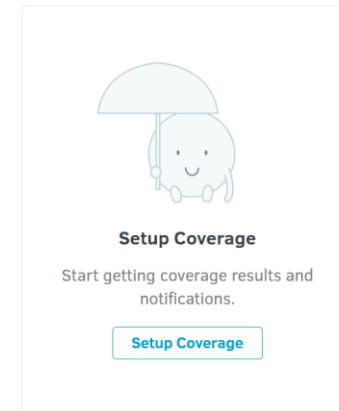 Setup Coverage
Start getting coverage results and
notifications.
Setup Coverage